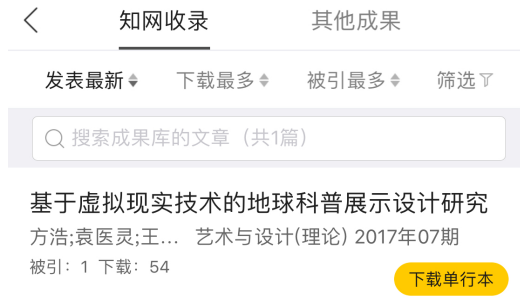 知网收录 其他成果
发表最新 下载最多 被引最多 筛选
搜索成果库的文章（共1篇）
基于虚拟现实技术的地球科普展示设计研究
方浩;袁医灵;王... 艺术与设计(理论) 2017年07期
被引：1 下载：54
下载单行本